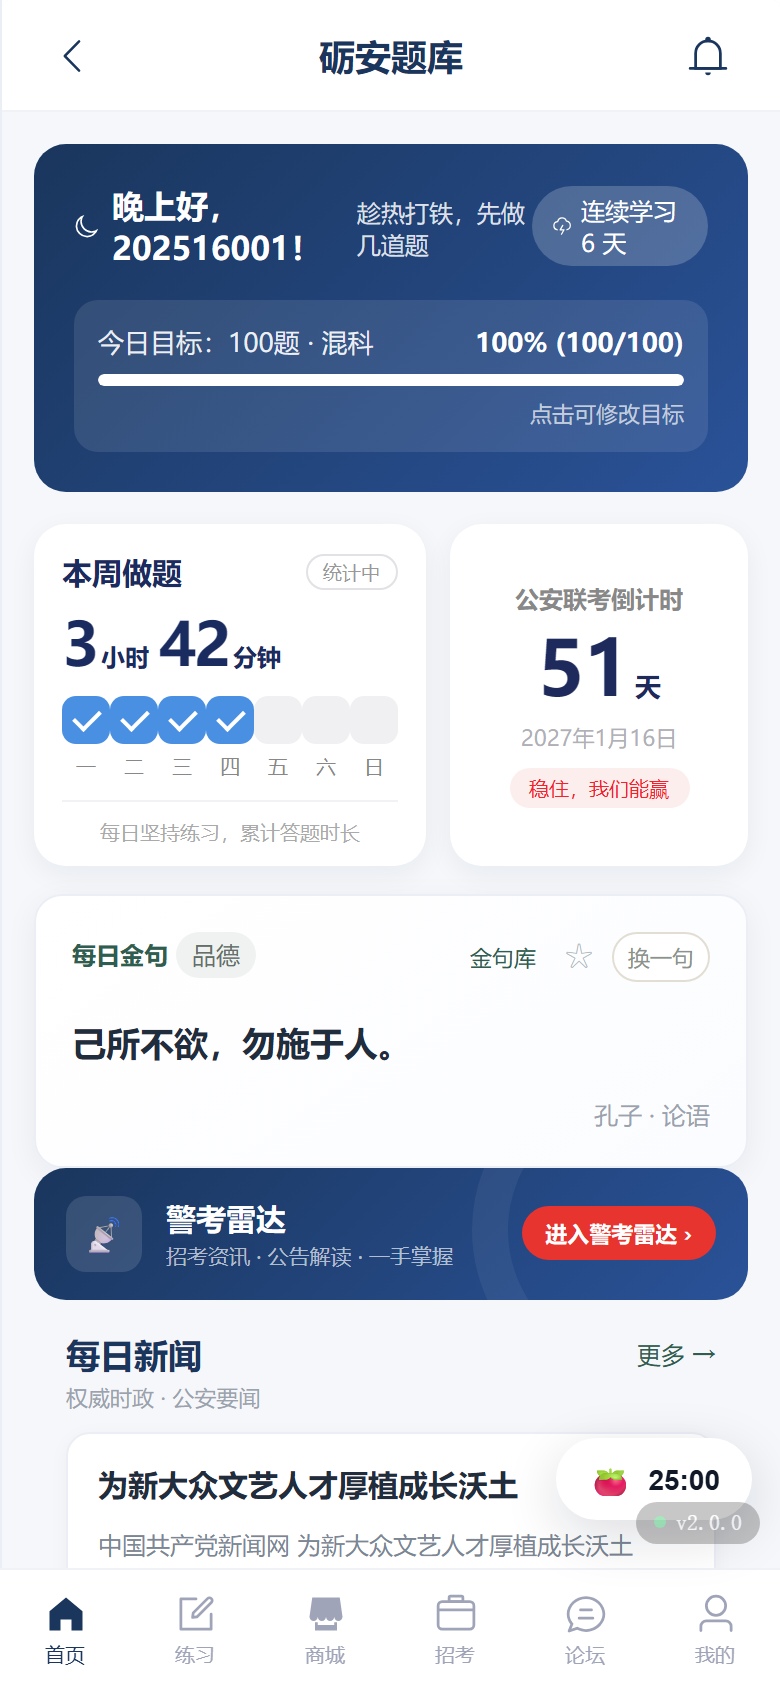 砺安题库
晚上好，
202516001！
趁热打铁，先做
几道题
连续学习
6 天
今日目标：100题 · 混科
100% (100/100)
点击可修改目标
本周做题
统计中
3小时 42分钟
一 二 三 四 五 六 日
每日坚持练习，累计答题时长
公安联考倒计时
51天
2027年1月16日
稳住，我们能赢
每日金句 品德
金句库 ☆ 换一句
己所不欲，勿施于人。
孔子 · 论语
警考雷达
招考资讯 · 公告解读 · 一手掌握
进入警考雷达 ›
每日新闻
更多 →
权威时政 · 公安要闻
为新大众文艺人才厚植成长沃土
25:00
v2.0.0
中国共产党新闻网 为新大众文艺人才厚植成长沃土
首页 练习 商城 招考 论坛 我的